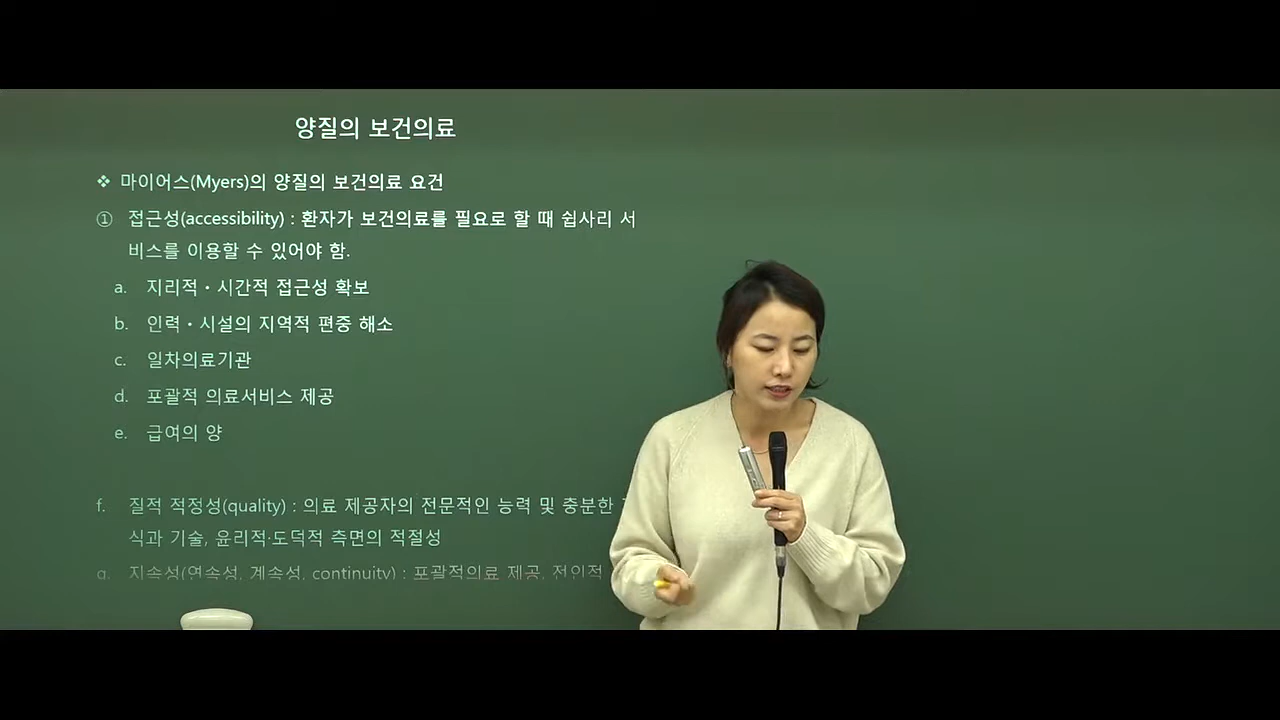 양질의 보건의료
❖ 마이어스(Myers)의 양질의 보건의료 요건
① 접근성(accessibility) : 환자가 보건의료를 필요로 할 때 쉽사리 서
비스를 이용할 수 있어야 함.
a. 지리적・시간적 접근성 확보
b. 인력・시설의 지역적 편중 해소
c. 일차의료기관
d. 포괄적 의료서비스 제공
e. 급여의 양
f. 질적 적정성(quality) : 의료 제공자의 전문적인 능력 및 충분한
식과 기술, 윤리적·도덕적 측면의 적절성
g. 지속성(연속성, 계속성, continuity) : 포괄적의료 제공, 전인적